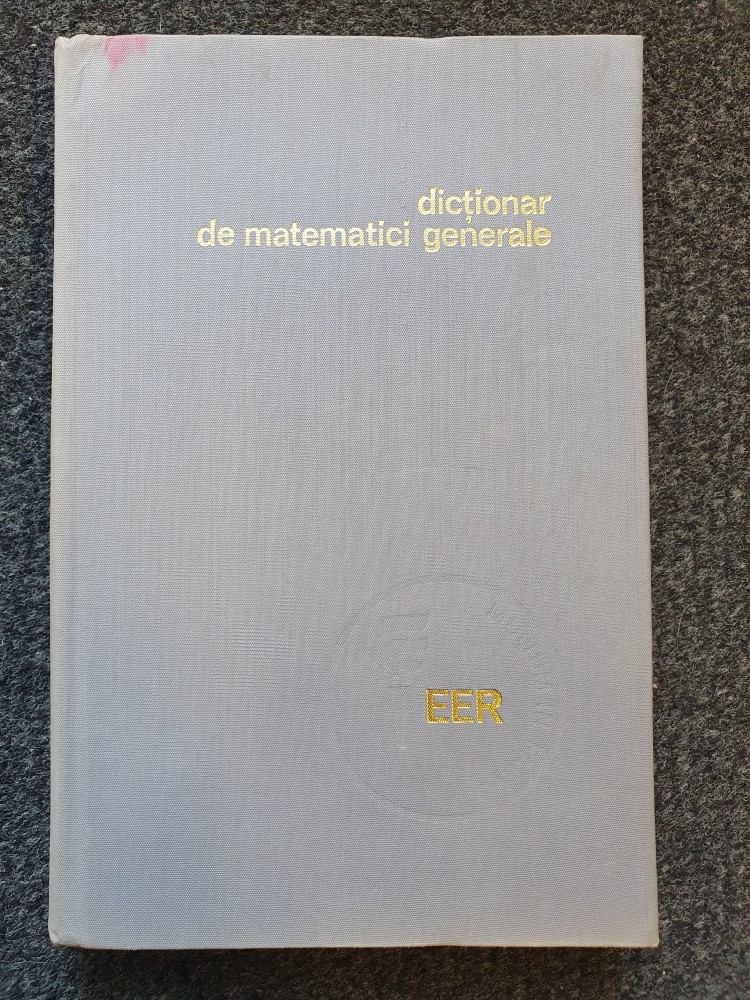 dicționar
de matematici generale
EER